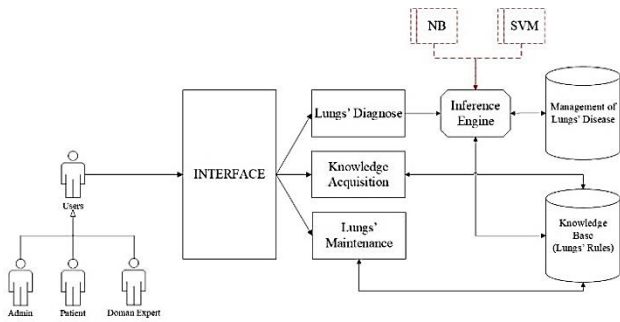 NB
SVM
Lungs' Diagnose
Inference
Engine
Management of
Lungs' Disease
INTERFACE
Knowledge
Acquisition
Users
Lungs'
Maintenance
Knowledge
Base
(Lungs' Rules)
Admin
Patient
Doman Expert